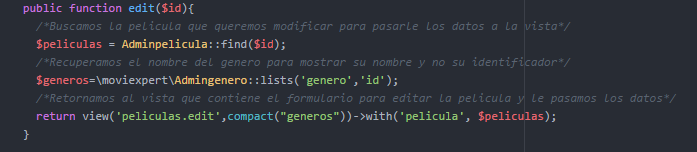 public function edit($id){
/*Buscamos la pelicula que queremos modificar para pasarle los datos a la vista*/
$peliculas = Adminpelicula::find($id);
/*Recuperamos el nombre del genero para mostrar su nombre y no su identificador*/
$generos=\moviexpert\Admingenero::lists('genero','id');
/*Retornamos al vista que contiene el formulario para editar la pelicula y le pasamos los datos*/
return view('peliculas.edit',compact("generos"))->with('pelicula', $peliculas);
}